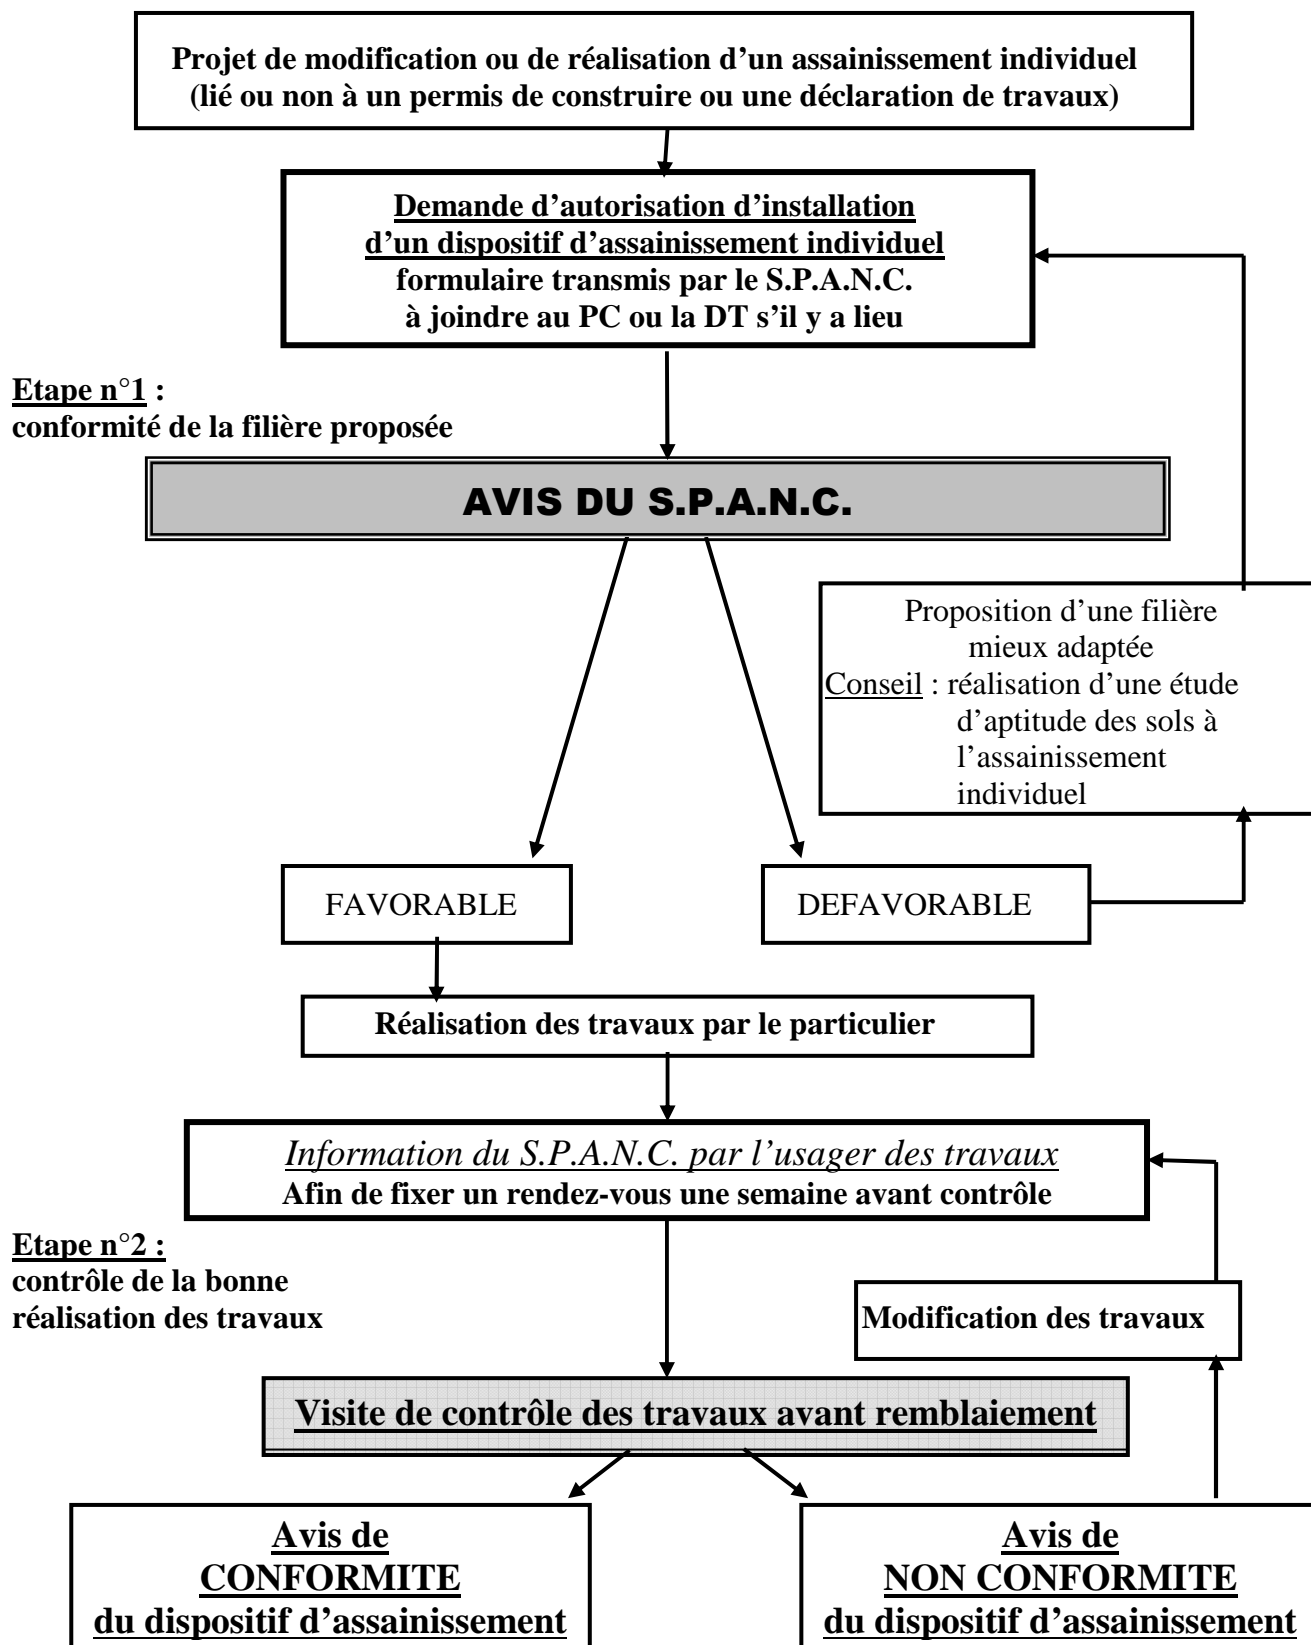 Projet de modification ou de réalisation d’un assainissement individuel
(lié ou non à un permis de construire ou une déclaration de travaux)
Demande d’autorisation d’installation
d’un dispositif d’assainissement individuel
formulaire transmis par le S.P.A.N.C.
à joindre au PC ou la DT s’il y a lieu
Etape n°1 :
conformité de la filière proposée
AVIS DU S.P.A.N.C.
Proposition d’une filière
mieux adaptée
Conseil : réalisation d’une étude
d’aptitude des sols à
l’assainissement
individuel
FAVORABLE
DEFAVORABLE
Réalisation des travaux par le particulier
Information du S.P.A.N.C. par l’usager des travaux
Afin de fixer un rendez-vous une semaine avant contrôle
Etape n°2 :
contrôle de la bonne
réalisation des travaux
Modification des travaux
Visite de contrôle des travaux avant remblaiement
Avis de
CONFORMITE
du dispositif d’assainissement
Avis de
NON CONFORMITE
du dispositif d’assainissement